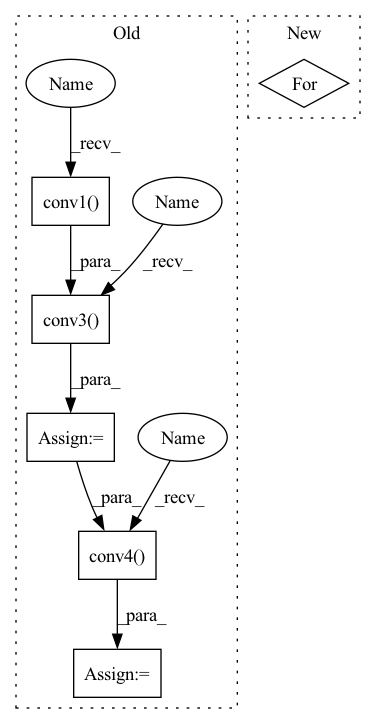 Old
New
Name
For
_recv_
conv1()
Name
_para_
_recv_
conv3()
_para_
Assign:=
Name
_para_
_recv_
conv4()
_para_
Assign:=